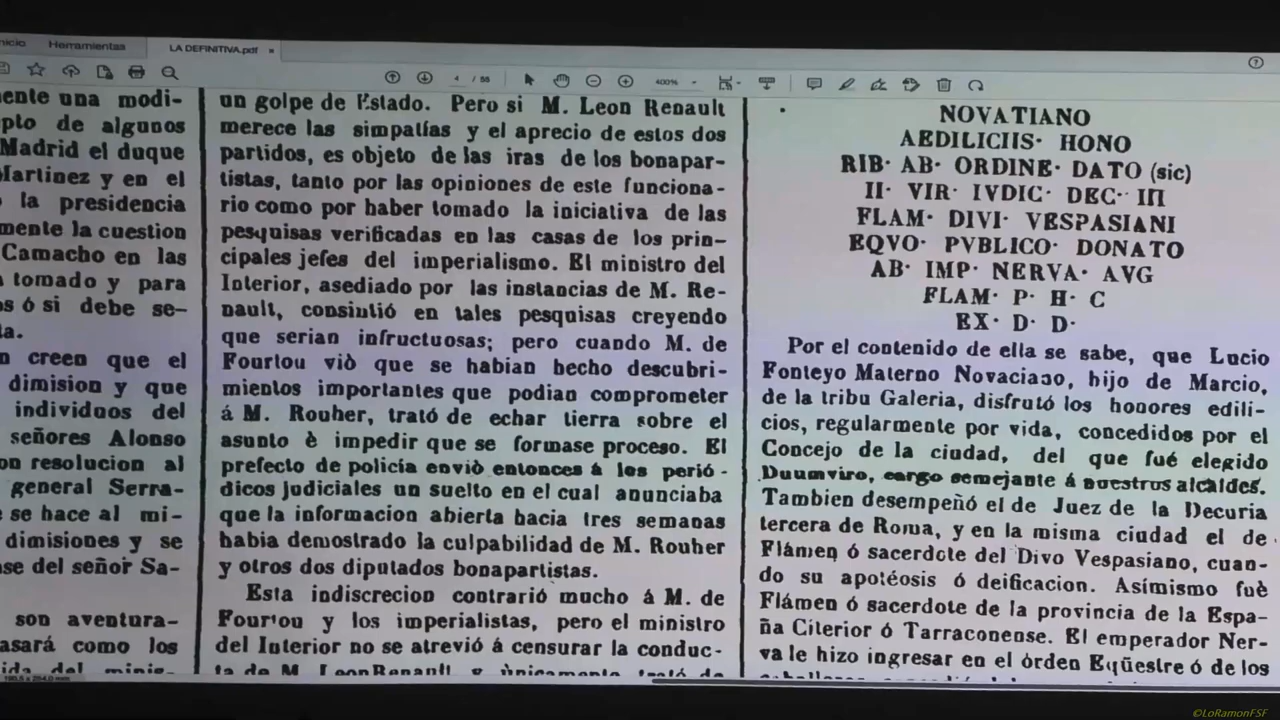 Herramientas
LA DEFINITIVA.pdf
4 / 58
400%
una modi-
de algunos
Madrid el duque
Martinez y en el
la presidencia
mente la cuestion
Camacho en las
tomado y para
ó si debe se-
creen que el
dimision y que
individuos del
señores Alonso
resolucion al
general Serra-
se hace al mi-
dimisiones y se
del señor Sa-
son aventura-
como los
un golpe de Estado. Pero si M. Leon Renault
merece las simpatías y el aprecio de estos dos
partidos, es objeto de las iras de los bonapar-
tistas, tanto por las opiniones de este funciona-
rio como por haber tomado la iniciativa de las
pesquisas verificadas en las casas de los prin-
cipales jefes del imperialismo. El ministro del
Interior, asediado por las instancias de M. Re-
nault, consintió en tales pesquisas creyendo
que serian infructuosas; pero cuando M. de
Fourtou vió que se habian hecho descubri-
mientos importantes que podian comprometer
á M. Rouher, trató de echar tierra sobre el
asunto è impedir que se formase proceso. El
prefecto de policía envió entonces á los perió-
dicos judiciales un suelto en el cual anunciaba
que la informacion abierta hacia tres semanas
habia demostrado la culpabilidad de M. Rouher
y otros dos diputados bonapartistas.
Esta indiscrecion contrarió mucho á M. de
Fourtou y los imperialistas, pero el ministro
del Interior no se atrevió á censurar la conduc-
ta de M. Leon Renault y únicamente trató de
NOVATIANO
AEDILICIIS· HONO
RIB· AB· ORDINE· DATO (sic)
II· VIR· IVDIC· DEC·· III
FLAM· DIVI· VESPASIANI
EQVO· PVBLICO· DONATO
AB· IMP· NERVA· AVG
FLAM· P· H· C
EX· D· D·
Por el contenido de ella se sabe, que Lucio
Fonteyo Materno Novaciano, hijo de Marcio,
de la tribu Galeria, disfrutó los honores edili-
cios, regularmente por vida, concedidos por el
Concejo de la ciudad, del que fué elegido
Duumviro, cargo semejante á nuestros alcaldes.
Tambien desempeñó el de Juez de la Decuria
tercera de Roma, y en la misma ciudad el de
Flámen ó sacerdote del Divo Vespasiano, cuan-
do su apotéosis ó deificacion. Asímismo fuè
Flámen ó sacerdote de la provincia de la Espa-
ña Citerior ó Tarraconense. El emperador Ner-
va le hizo ingresar en el órden Eqüestre ó de los
©LoRamonFSF